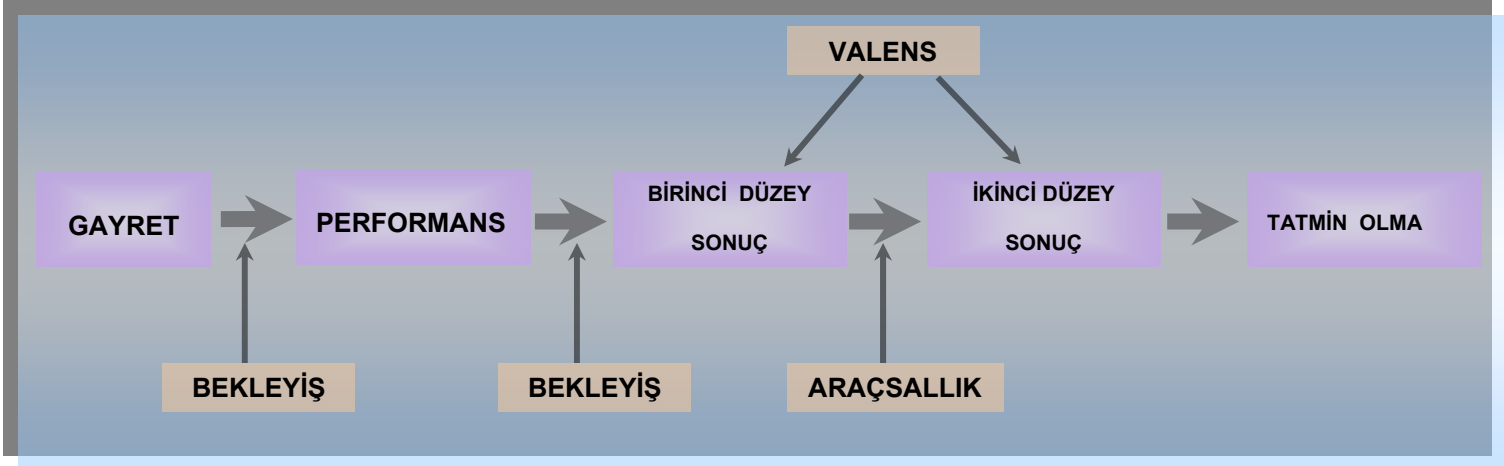 VALENS
GAYRET
PERFORMANS
BİRİNCİ DÜZEY
SONUÇ
İKİNCİ DÜZEY
SONUÇ
TATMİN OLMA
BEKLEYİŞ
BEKLEYİŞ
ARAÇSALLIK